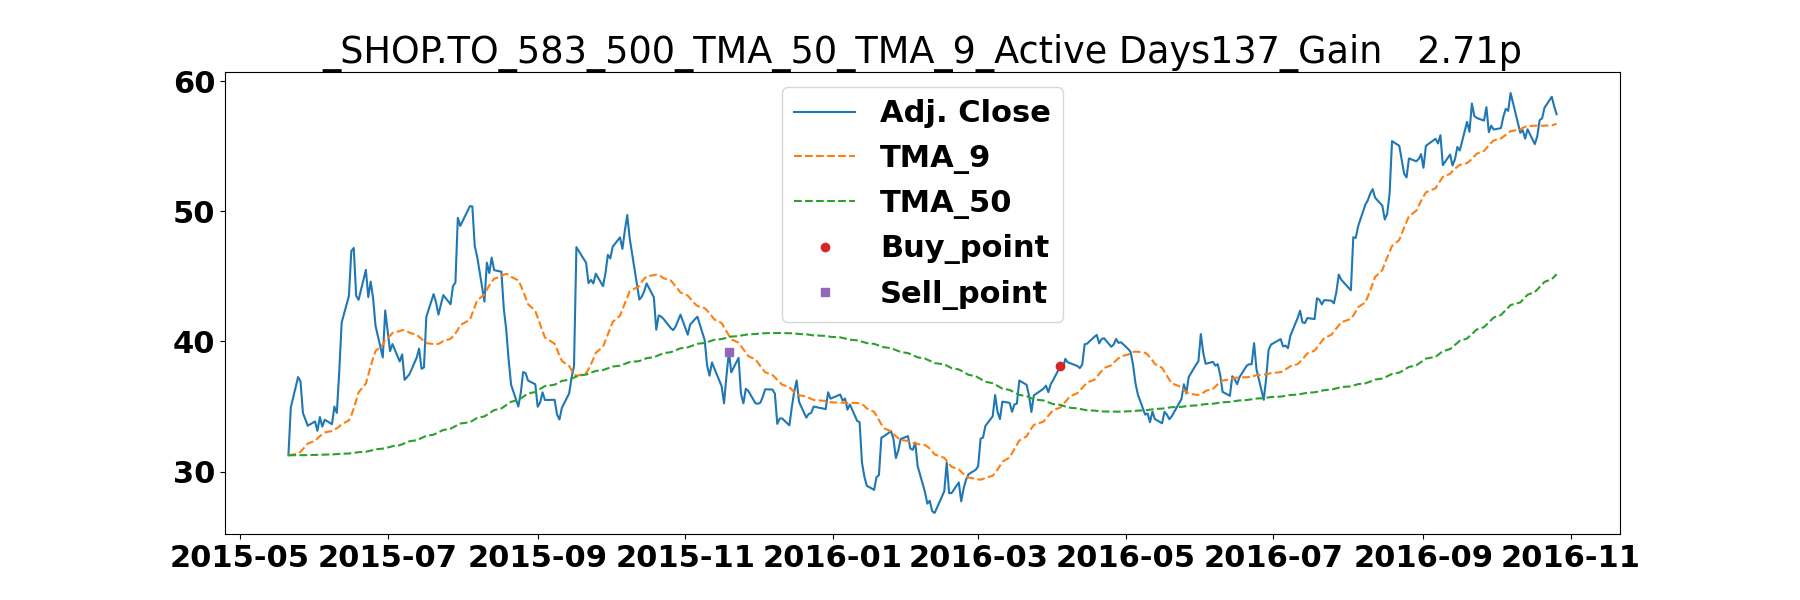 _SHOP.TO_583_500_TMA_50_TMA_9_Active Days137_Gain   2.71p
60
50
40
30
Adj. Close
TMA_9
TMA_50
Buy_point
Sell_point
2015-05 2015-07 2015-09 2015-11 2016-01 2016-03 2016-05 2016-07 2016-09 2016-11